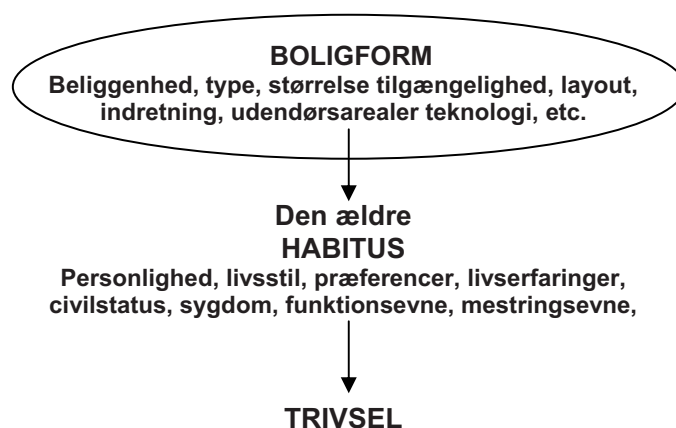 BOLIGFORM
Beliggenhed, type, størrelse tilgængelighed, layout,
indretning, udendørsarealer teknologi, etc.
Den ældre
HABITUS
Personlighed, livsstil, præferencer, livserfaringer,
civilstatus, sygdom, funktionsevne, mestringsevne,
TRIVSEL